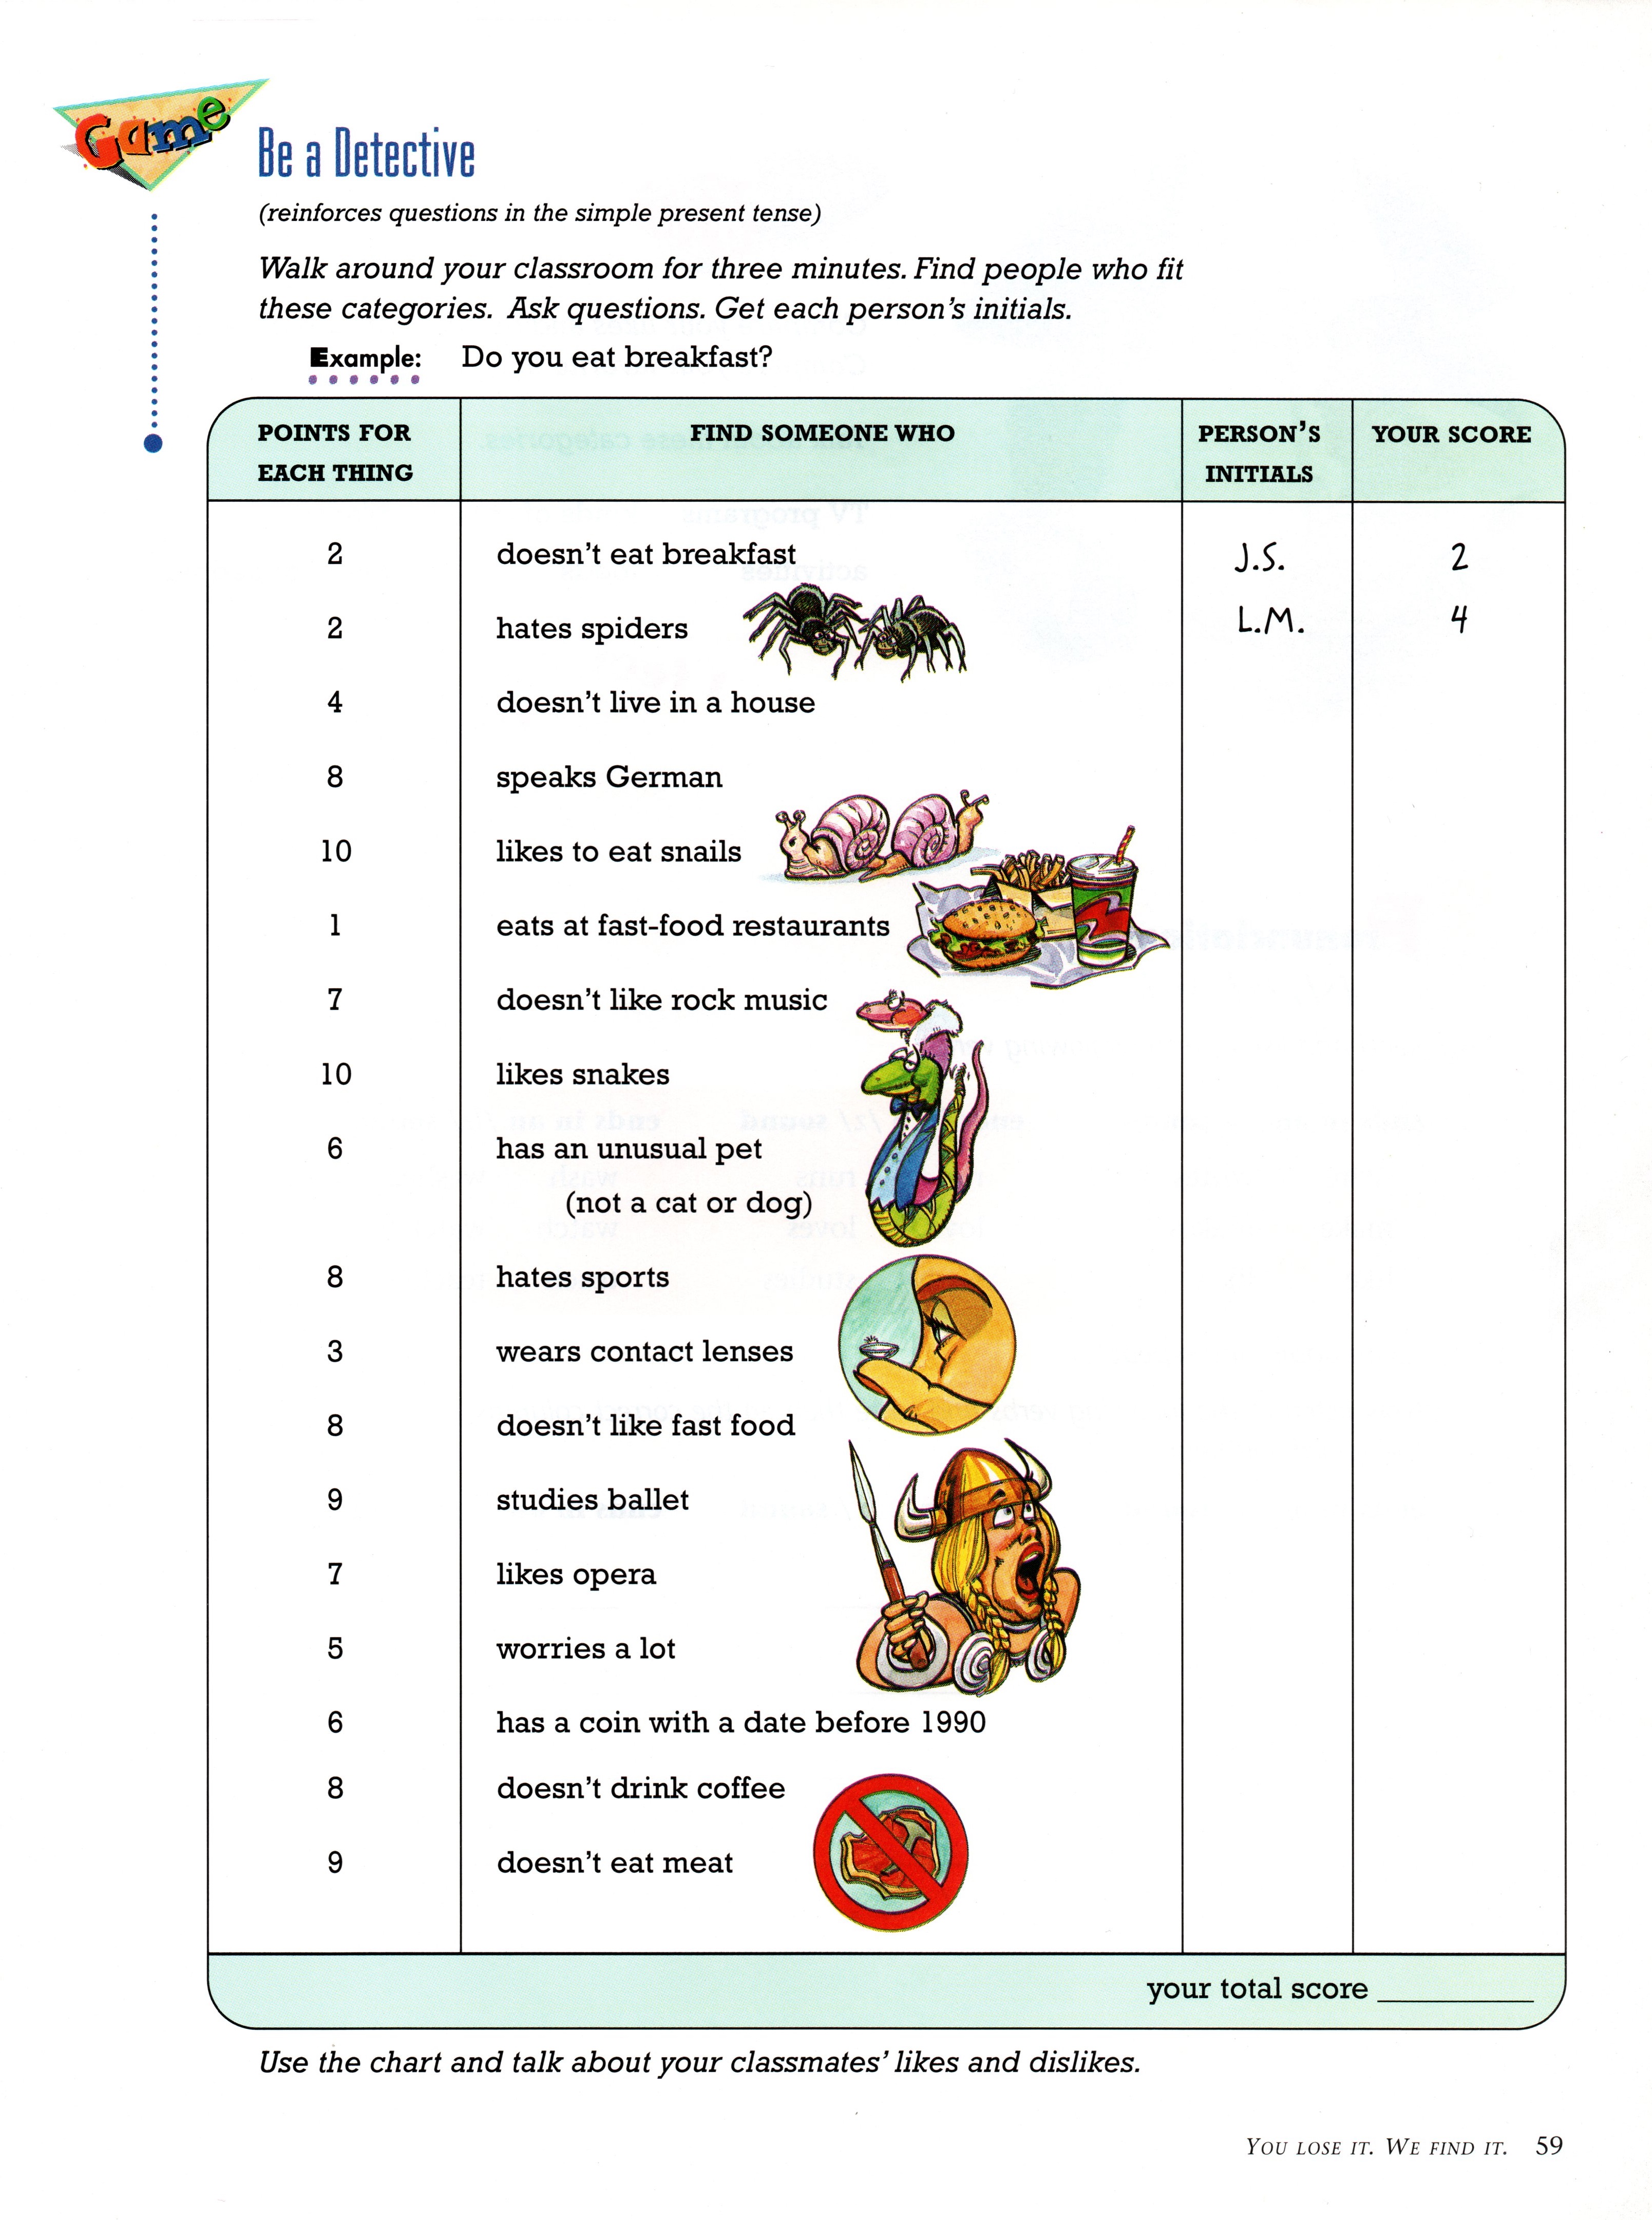 Game
Be a Detective
(reinforces questions in the simple present tense)
Walk around your classroom for three minutes. Find people who fit
these categories. Ask questions. Get each person's initials.
Example: Do you eat breakfast?
POINTS FOR EACH THING FIND SOMEONE WHO PERSON'S INITIALS YOUR SCORE
2 doesn't eat breakfast J.S. 2
2 hates spiders L.M. 4
4 doesn't live in a house
8 speaks German
10 likes to eat snails
1 eats at fast-food restaurants
7 doesn't like rock music
10 likes snakes
6 has an unusual pet
(not a cat or dog)
8 hates sports
3 wears contact lenses
8 doesn't like fast food
9 studies ballet
7 likes opera
5 worries a lot
6 has a coin with a date before 1990
8 doesn't drink coffee
9 doesn't eat meat
your total score
Use the chart and talk about your classmates' likes and dislikes.
YOU LOSE IT. WE FIND IT. 59